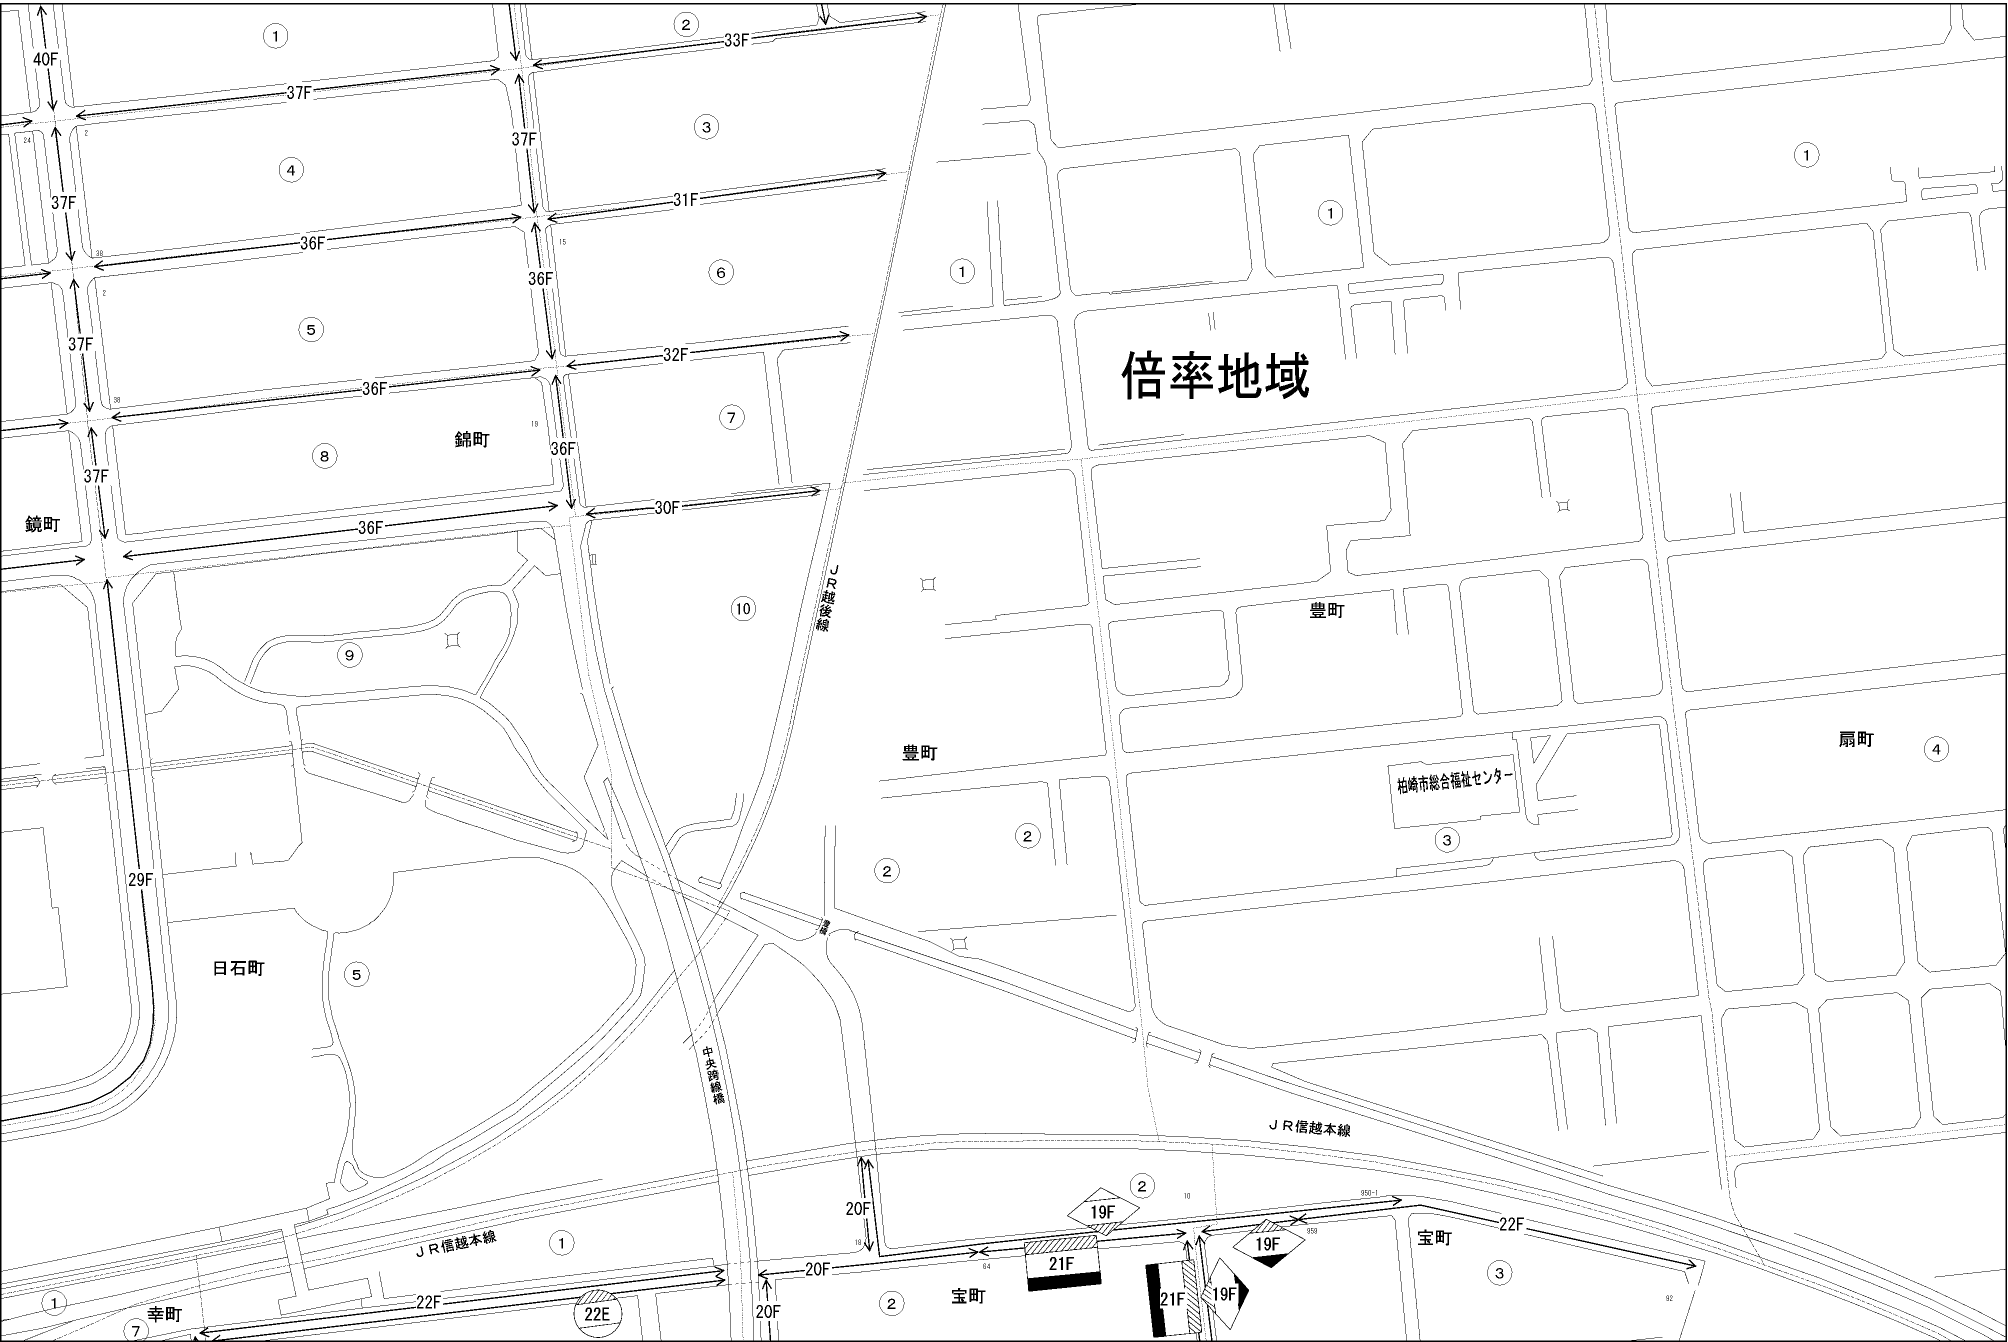 ①
②
40F
33F
37F
37F
③
24
2
37F
④
①
37F
31F
①
36F
38
15
36F
⑥
①
2
⑤
37F
32F
倍率地域
36F
38
⑦
19
錦町
36F
⑧
37F
30F
鏡町
36F
JR越後線
⑩
豊町
⑨
豊町
扇町
④
柏崎市総合福祉センター
②
③
②
29F
日石町
⑤
中央跨線橋
JR信越本線
②
10
950-1
20F
19F
22F
958
宝町
18
19F
JR信越本線
①
64
21F
③
20F
21F
19F
92
①
22F
22E
20F
②
宝町
幸町
⑦